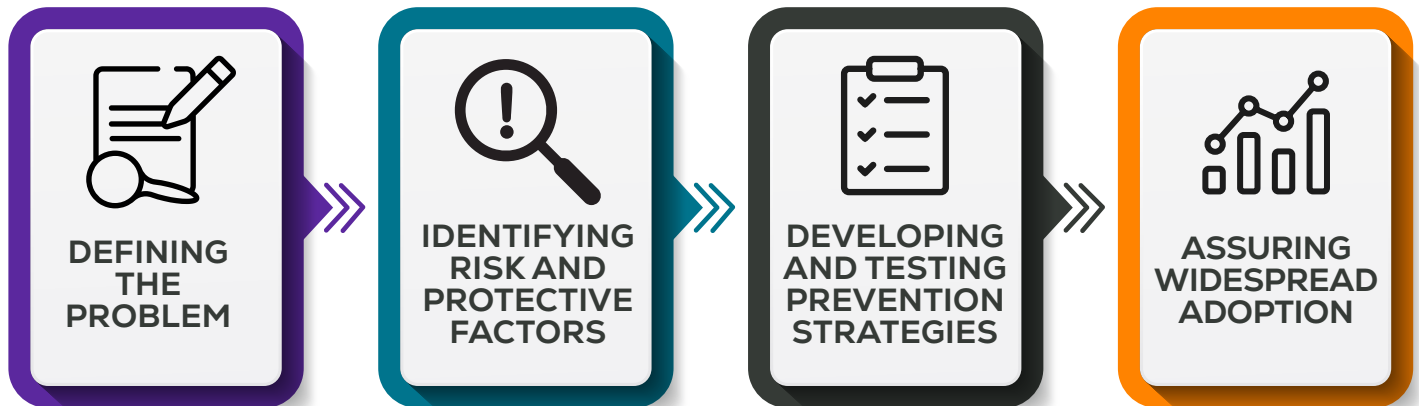 DEFINING
THE
PROBLEM
IDENTIFYING
RISK AND
PROTECTIVE
FACTORS
DEVELOPING
AND TESTING
PREVENTION
STRATEGIES
ASSURING
WIDESPREAD
ADOPTION